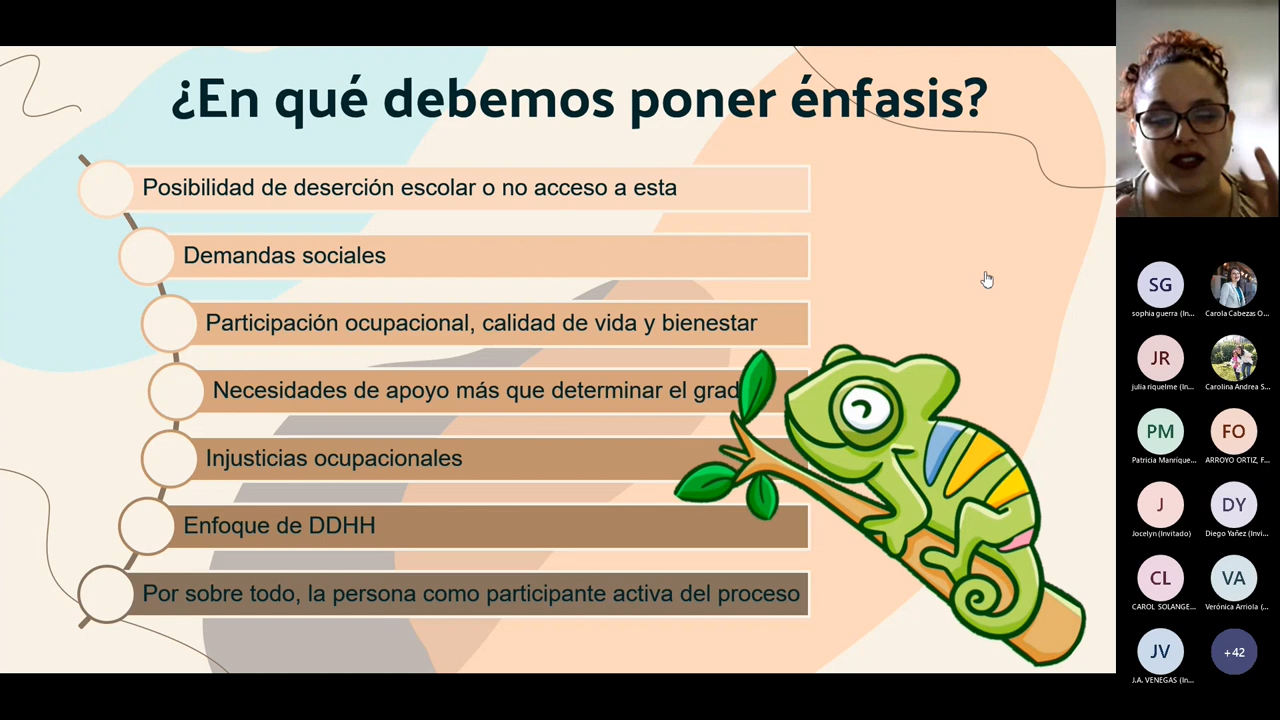 ¿En qué debemos poner énfasis?
Posibilidad de deserción escolar o no acceso a esta
Demandas sociales
Participación ocupacional, calidad de vida y bienestar
Necesidades de apoyo más que determinar el grad
Injusticias ocupacionales
Enfoque de DDHH
Por sobre todo, la persona como participante activa del proceso
SG
sophia guerra (In...
Carola Cabezas O...
JR
julia riquelme (In...
Carolina Andrea S...
PM
FO
Patricia Manrique...
ARROYO ORTIZ, F...
J
DY
Jocelyn (Invitado)
Diego Yañez (Invi...
CL
VA
CAROL SOLANGE...
Verónica Arriola (...
JV
+42
J.A. VENEGAS (In...